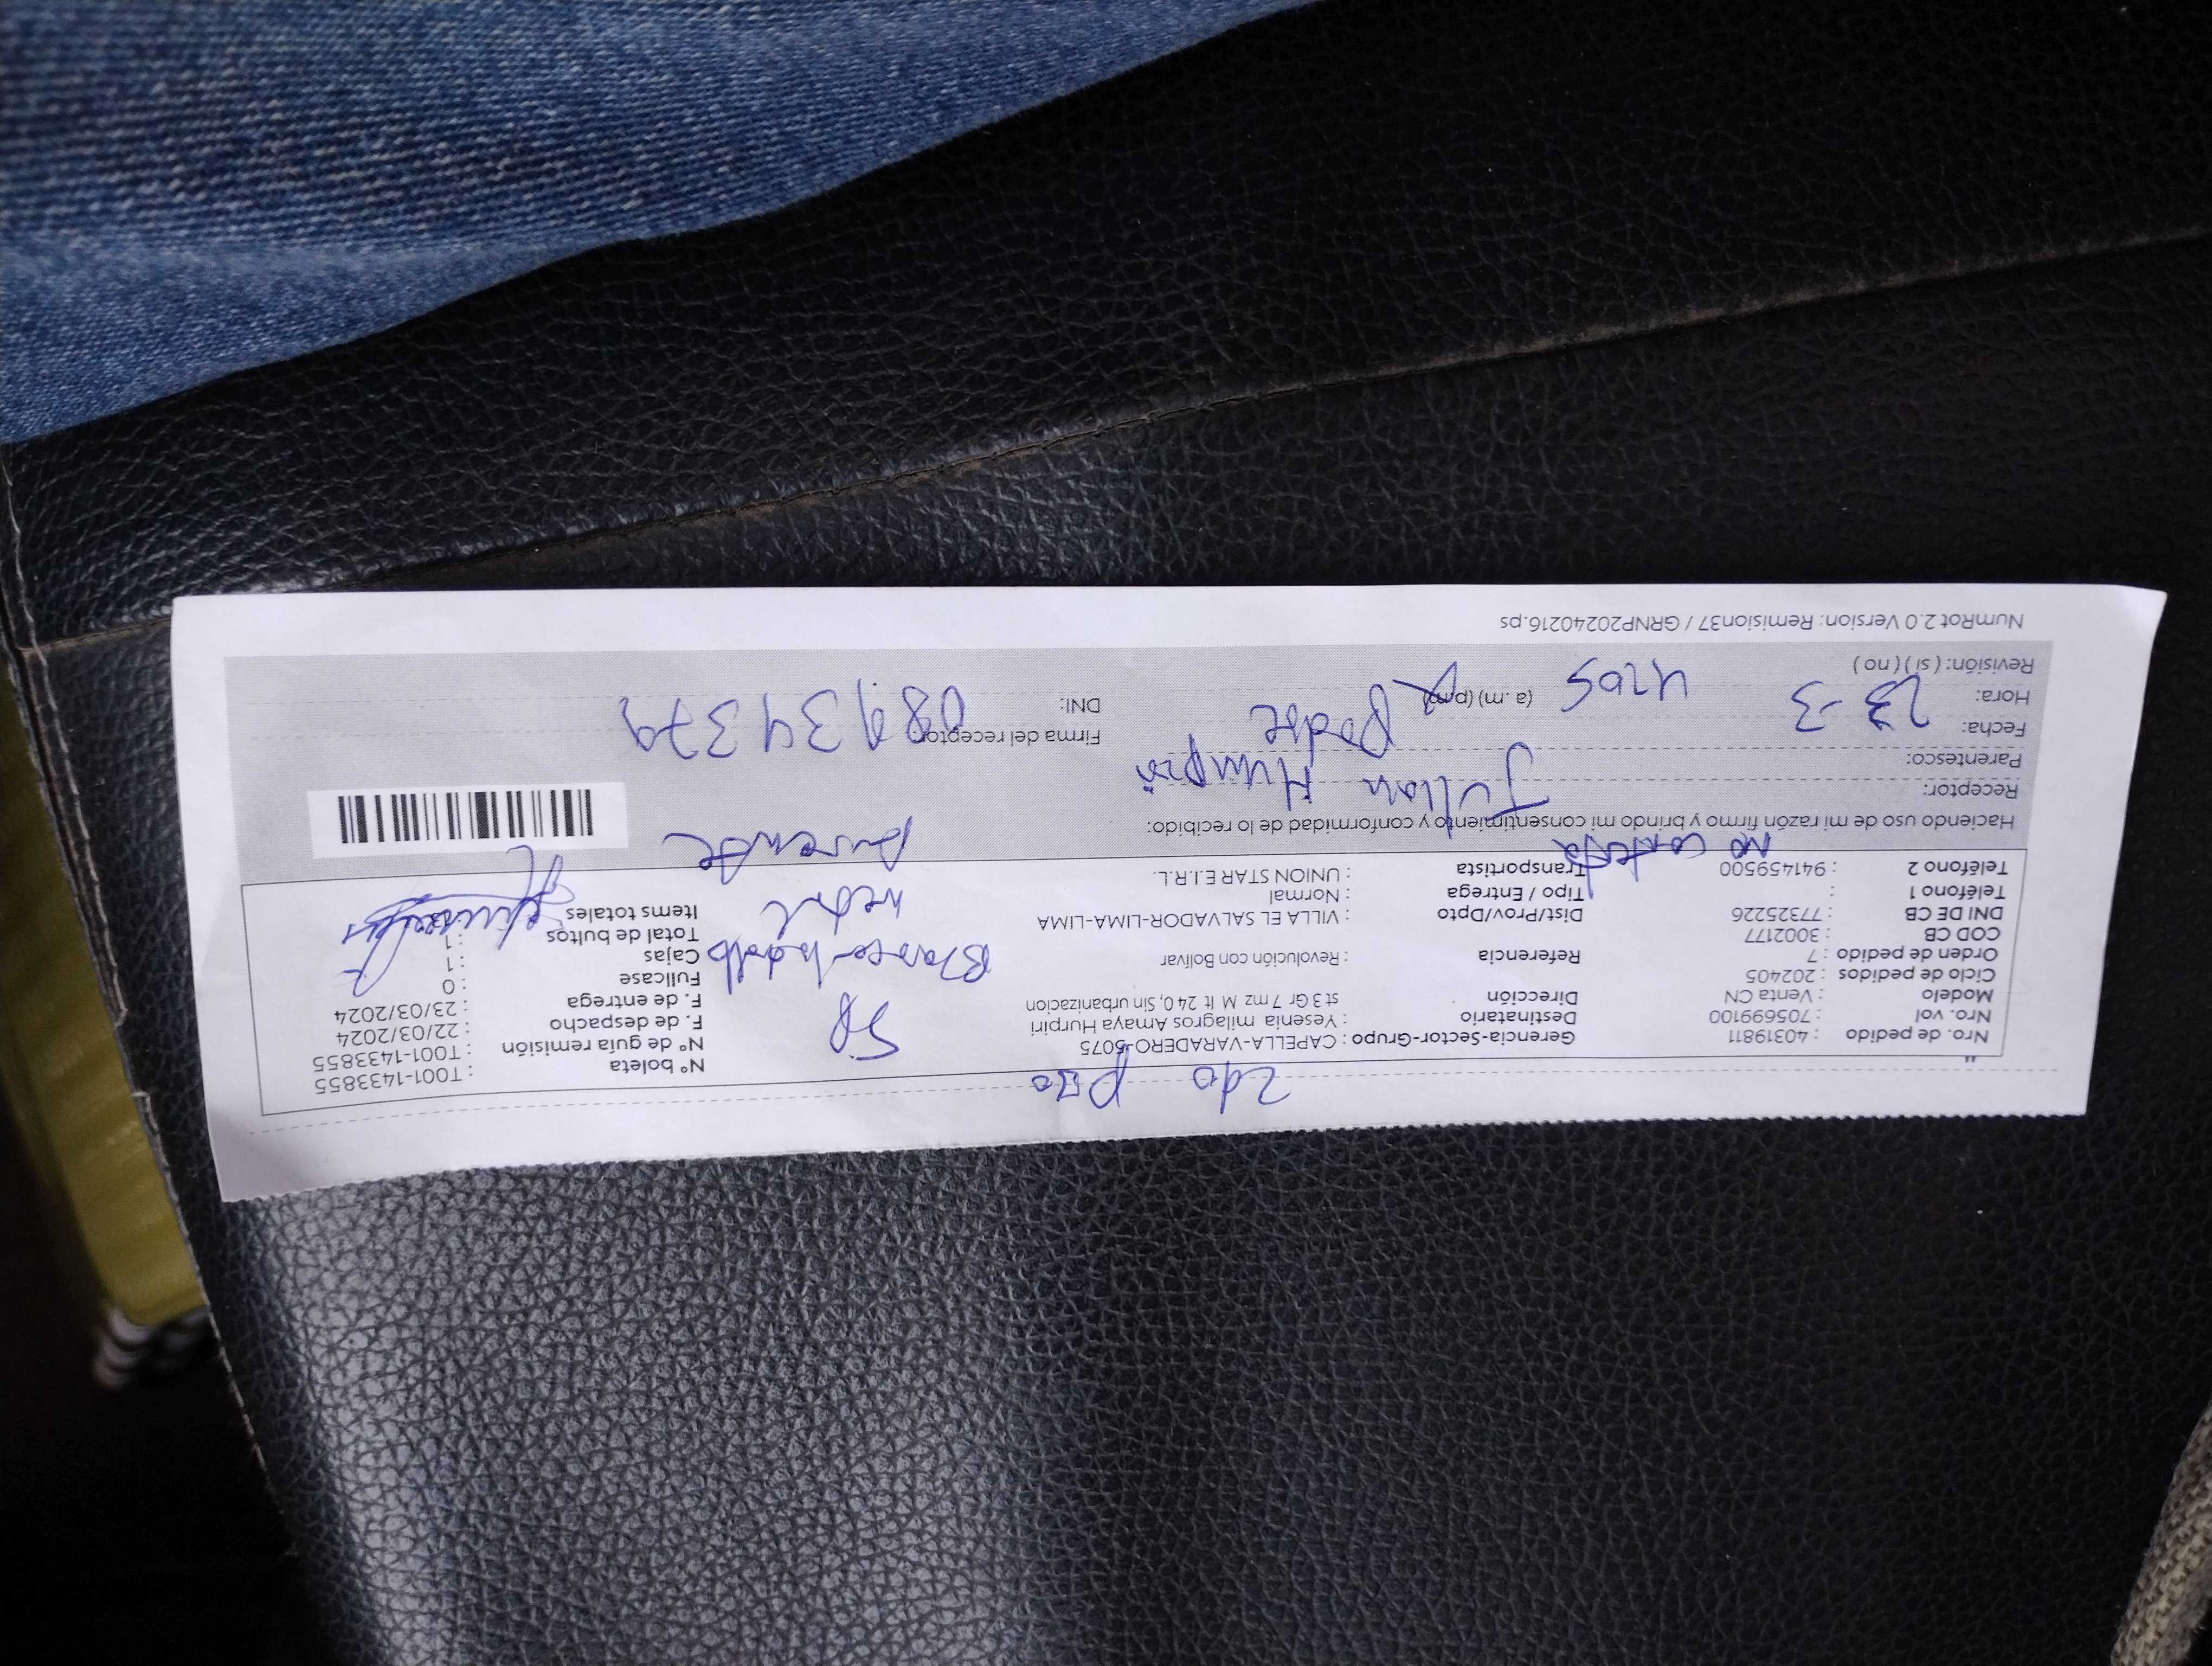 2do piso
Nro. de pedido : 40319811
Nro. vol : 705699100
Modelo : Venta CN
Ciclo de pedidos : 202405
Orden de pedido : 7
COD CB : 3002177
DNI DE CB : 77325226
Teléfono 1 :
Teléfono 2 : 941459500
no contesta
Gerencia-Sector-Grupo : CAPELLA-VARADERO-5075
Destinatario : Yesenia milagros Amaya Hurpiri
Dirección st 3 Gr 7 mz M lt 24 0, Sin urbanizacion
Referencia : Revolución con Bolívar
Dist/Prov/Dpto : VILLA EL SALVADOR-LIMA-LIMA
Tipo / Entrega : Normal
Transportista : UNION STAR E.I.R.L.
Nº boleta : T001-1433855
Nº de guía remisión : T001-1433855
F. de despacho : 22/03/2024
F. de entrega : 23/03/2024
Fullcase : 0
Cajas : 1
Total de bultos : 1
Items totales
Haciendo uso de mi razón firmo y brindo mi consentimiento y conformidad de lo recibido:
Receptor: Julian
Parentesco: Padre
Fecha: 23-3
Hora: 4:05 (a.m) (p.m)
Revisión: ( si ) ( no )
Firma del receptor
DNI: 08934379
NumRot 2.0 Version: Remision37 / GRNP20240216.ps